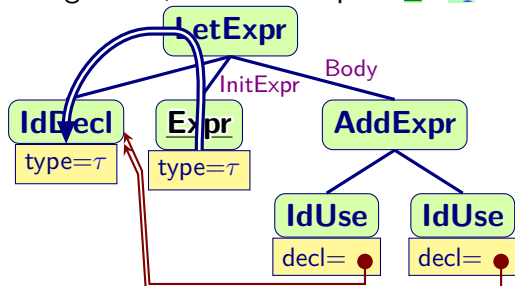 LetExpr
Body
InitExpr
IdDecl Expr AddExpr
type=τ type=τ
IdUse IdUse
decl= decl=